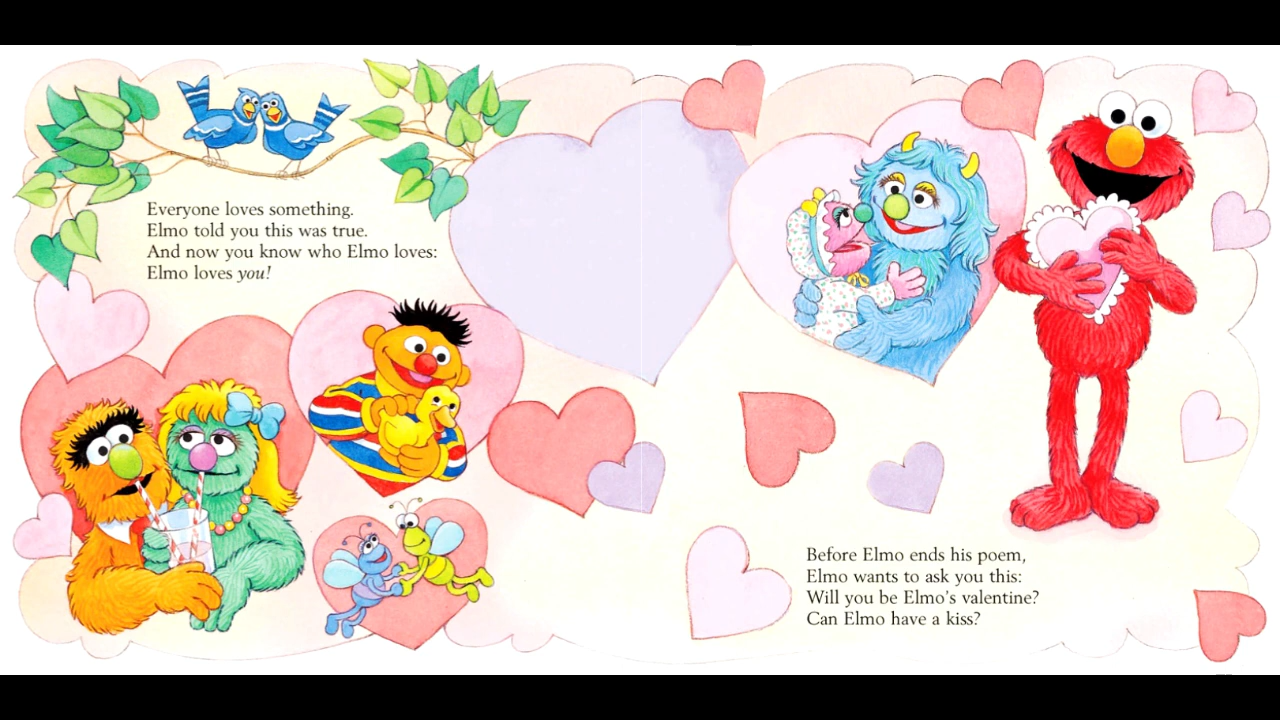 Everyone loves something.
Elmo told you this was true.
And now you know who Elmo loves:
Elmo loves you!
Before Elmo ends his poem,
Elmo wants to ask you this:
Will you be Elmo's valentine?
Can Elmo have a kiss?